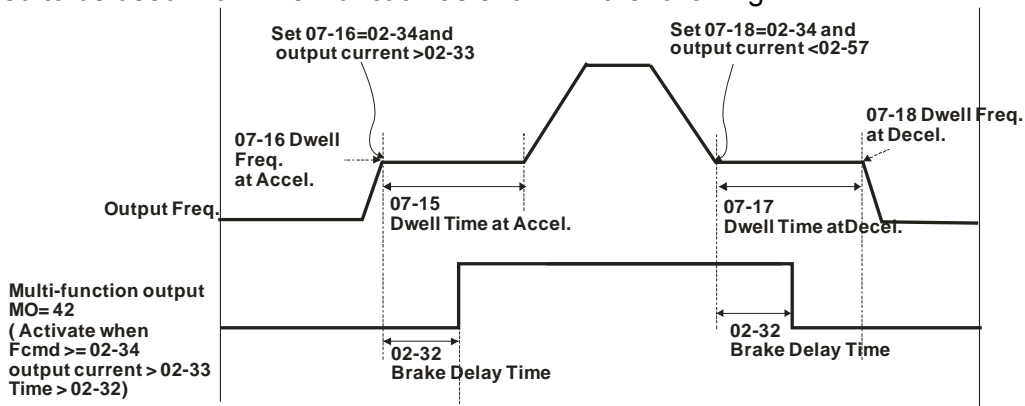 Set 07-16=02-34and
output current >02-33
Set 07-18=02-34 and
output current <02-57
07-16 Dwell
Freq.
at Accel.
07-18 Dwell Freq.
at Decel.
Output Freq.
07-15
Dwell Time at Accel.
07-17
Dwell Time atDecel.
Multi-function output
MO=42
( Activate when
Fcmd >= 02-34
output current > 02-33
Time > 02-32)
02-32
Brake Delay Time
02-32
Brake Delay Time